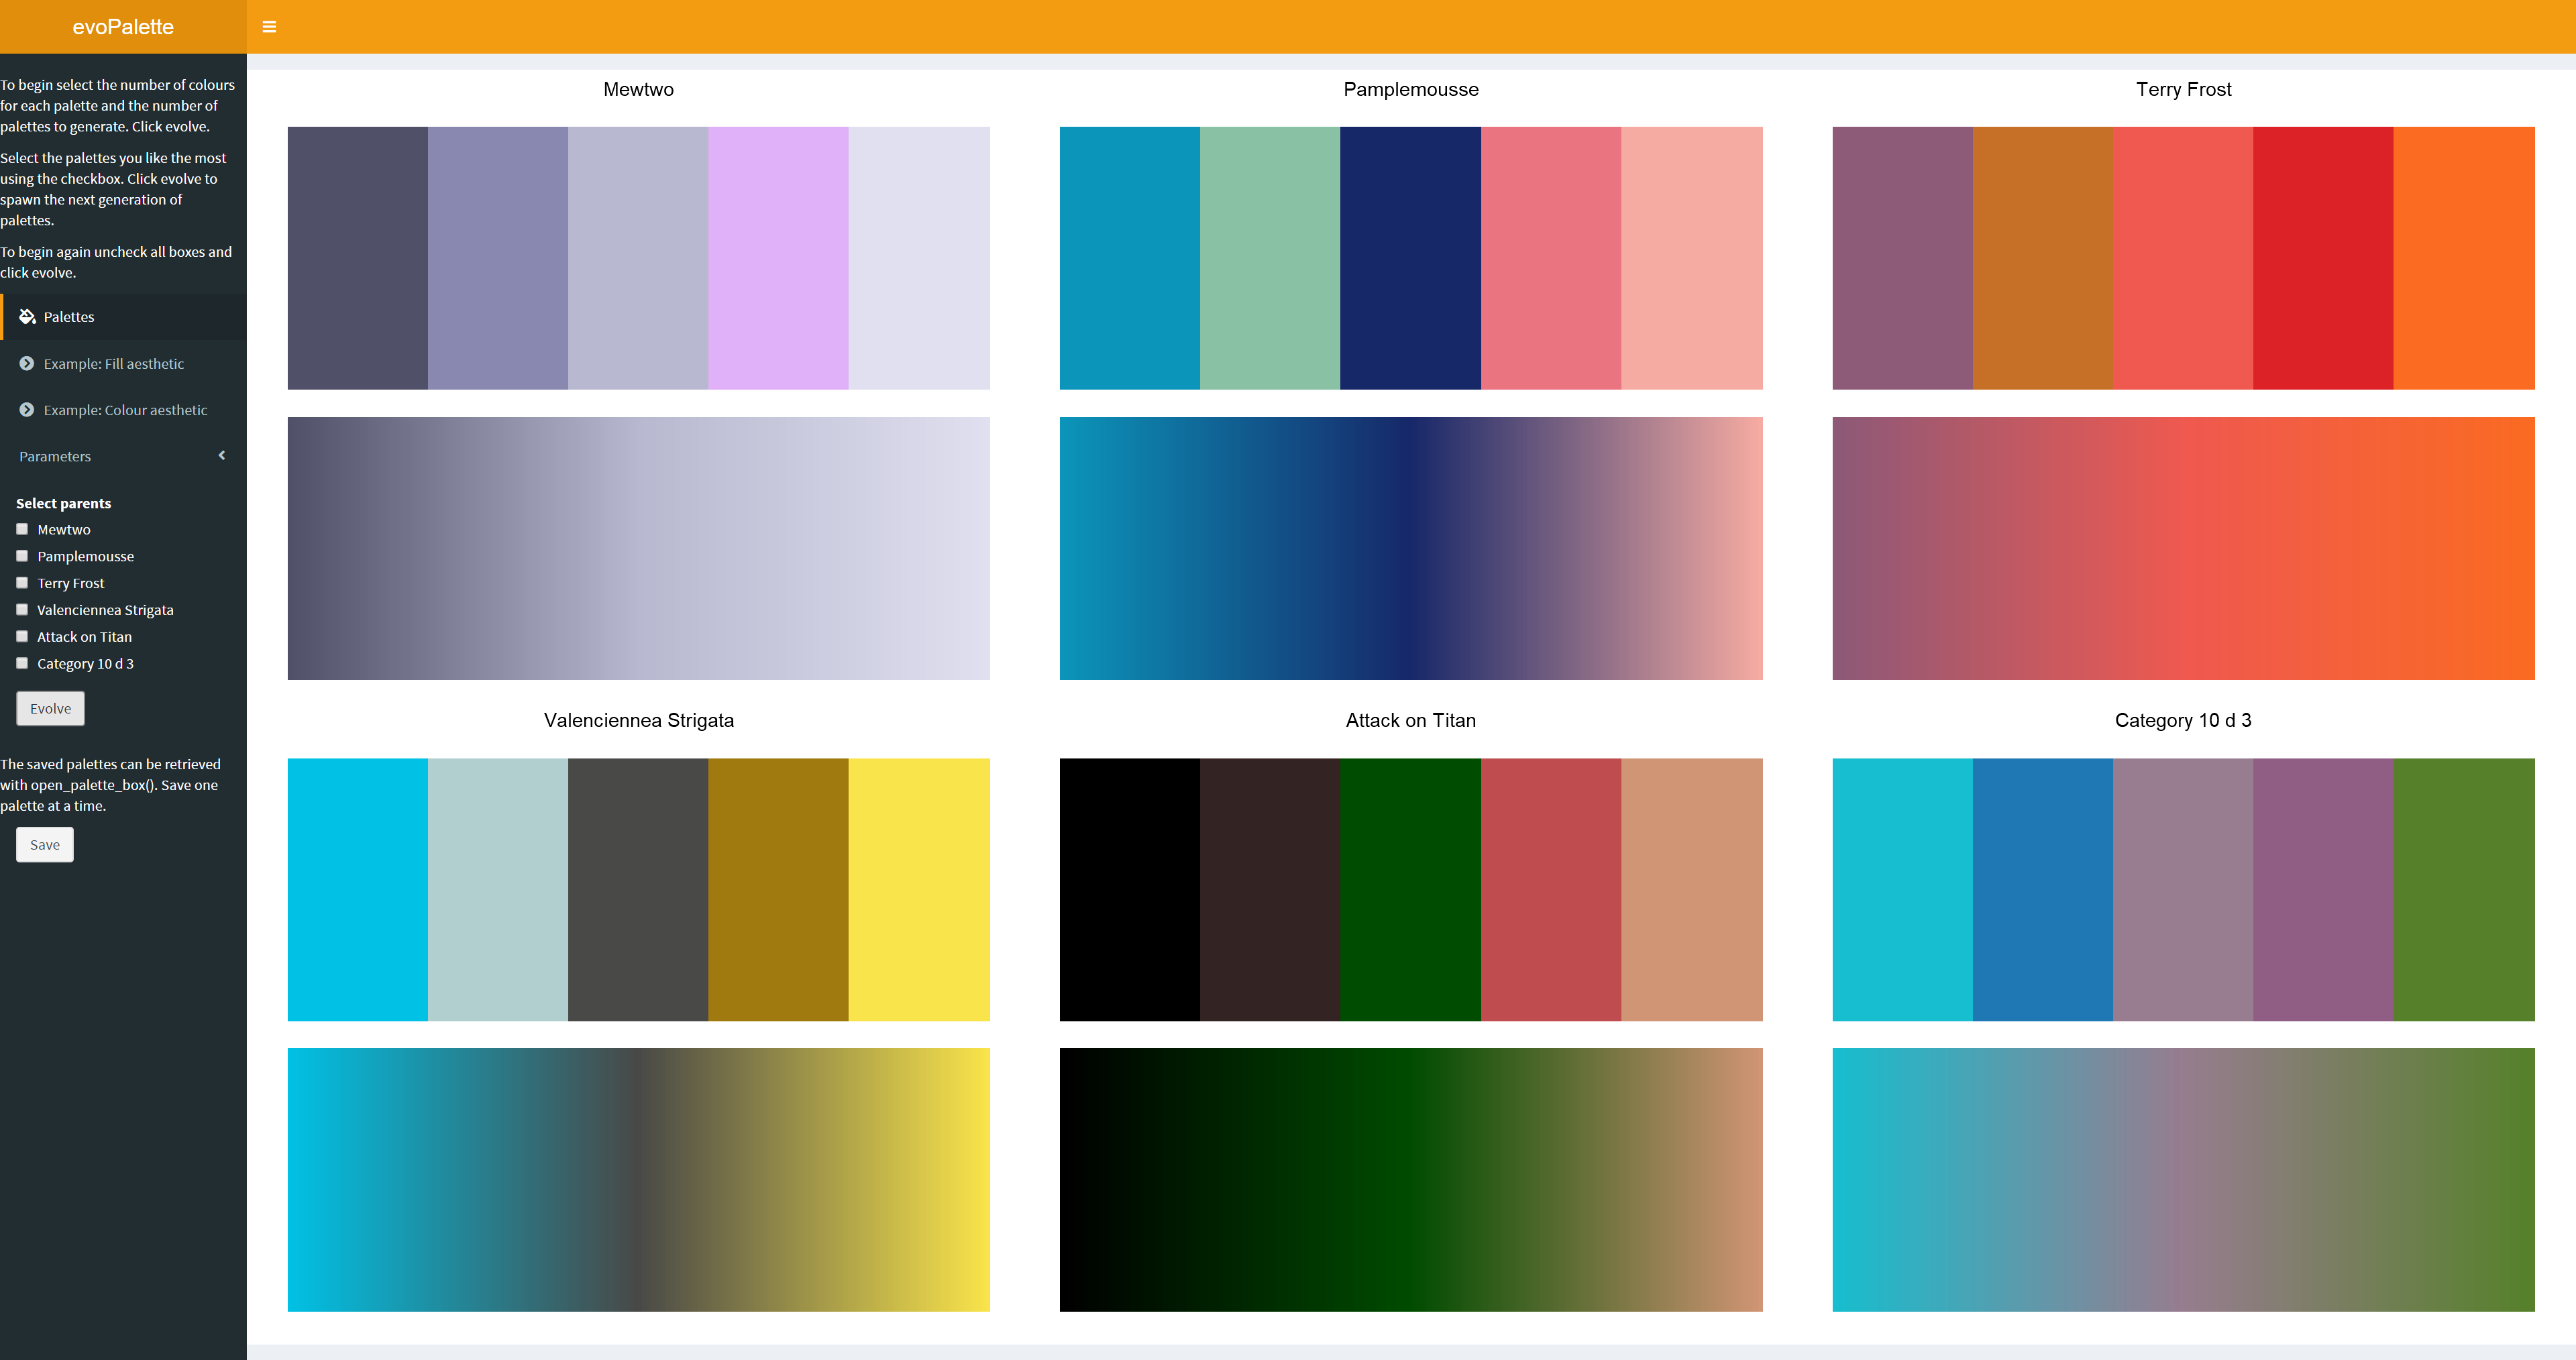 evoPalette
To begin select the number of colours
for each palette and the number of
palettes to generate. Click evolve.
Select the palettes you like the most
using the checkbox. Click evolve to
spawn the next generation of
palettes.
To begin again uncheck all boxes and
click evolve.
Palettes
Example: Fill aesthetic
Example: Colour aesthetic
Parameters
Select parents
Mewtwo
Pamplemousse
Terry Frost
Valenciennea Strigata
Attack on Titan
Category 10 d 3
Evolve
The saved palettes can be retrieved
with open_palette_box(). Save one
palette at a time.
Save
Mewtwo
Pamplemousse
Terry Frost
Valenciennea Strigata
Attack on Titan
Category 10 d 3